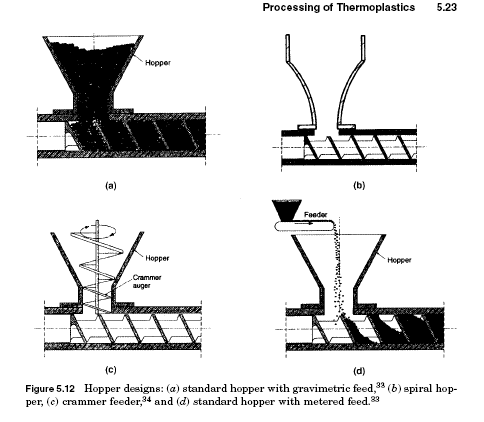 Processing of Thermoplastics 5.23
Hopper
(a)
(b)
Hopper
Crammer
auger
(c)
Feeder
Hopper
(d)
Figure 5.12 Hopper designs: (a) standard hopper with gravimetric feed,³³ (b) spiral hop-
per, (c) crammer feeder,³⁴ and (d) standard hopper with metered feed.³³